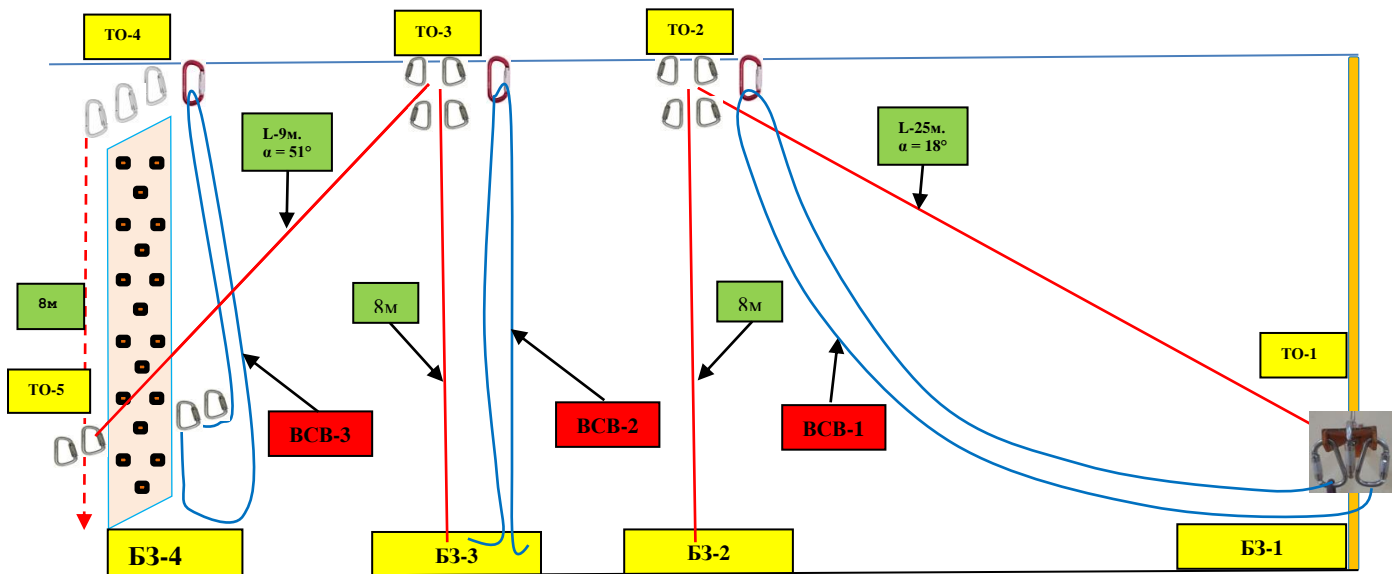 ТО-4
ТО-3
ТО-2
L-9м.
α = 51°
L-25м.
α = 18°
8м
8м
8м
ТО-1
ТО-5
ВСВ-3
ВСВ-2
ВСВ-1
БЗ-4
БЗ-3
БЗ-2
БЗ-1